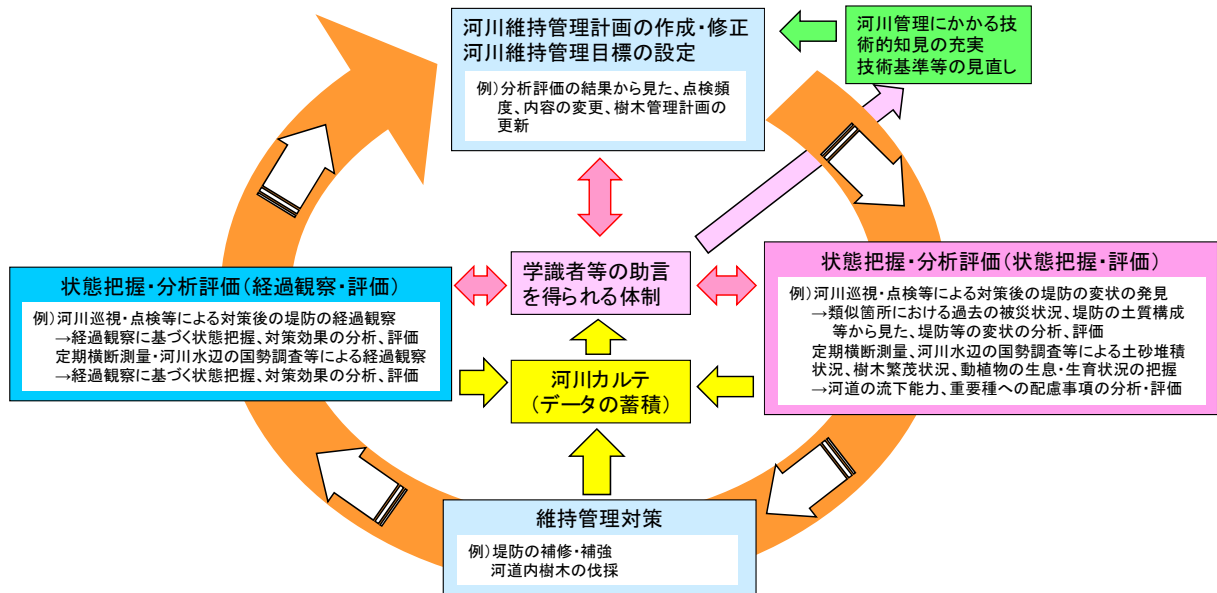 河川維持管理計画の作成・修正
河川維持管理目標の設定
例）分析評価の結果から見た、点検頻
度、内容の変更、樹木管理計画の
更新
河川管理にかかる技
術的知見の充実
技術基準等の見直し
学識者等の助言
を得られる体制
状態把握・分析評価（経過観察・評価）
例）河川巡視・点検等による対策後の堤防の経過観察
→経過観察に基づく状態把握、対策効果の分析、評価
定期横断測量・河川水辺の国勢調査等による経過観察
→経過観察に基づく状態把握、対策効果の分析、評価
状態把握・分析評価（状態把握・評価）
例）河川巡視・点検等による対策後の堤防の変状の発見
→類似箇所における過去の被災状況、堤防の土質構成
等から見た、堤防等の変状の分析、評価
定期横断測量、河川水辺の国勢調査等による土砂堆積
状況、樹木繁茂状況、動植物の生息・生育状況の把握
→河道の流下能力、重要種への配慮事項の分析・評価
河川カルテ
（データの蓄積）
維持管理対策
例）堤防の補修・補強
河道内樹木の伐採